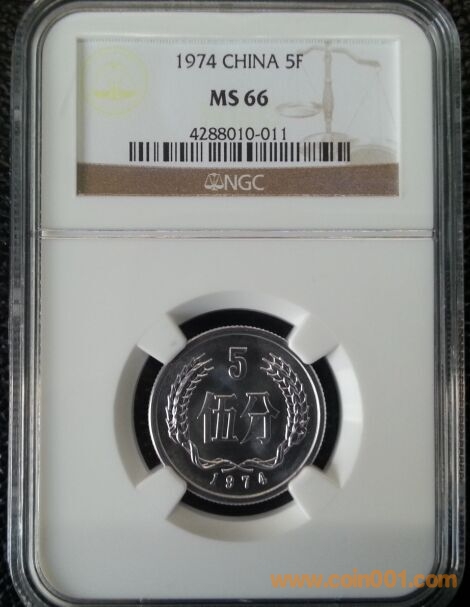 1974 CHINA 5F
MS 66
4288010-011
NGC
5
伍分
1974
www.coin001.com